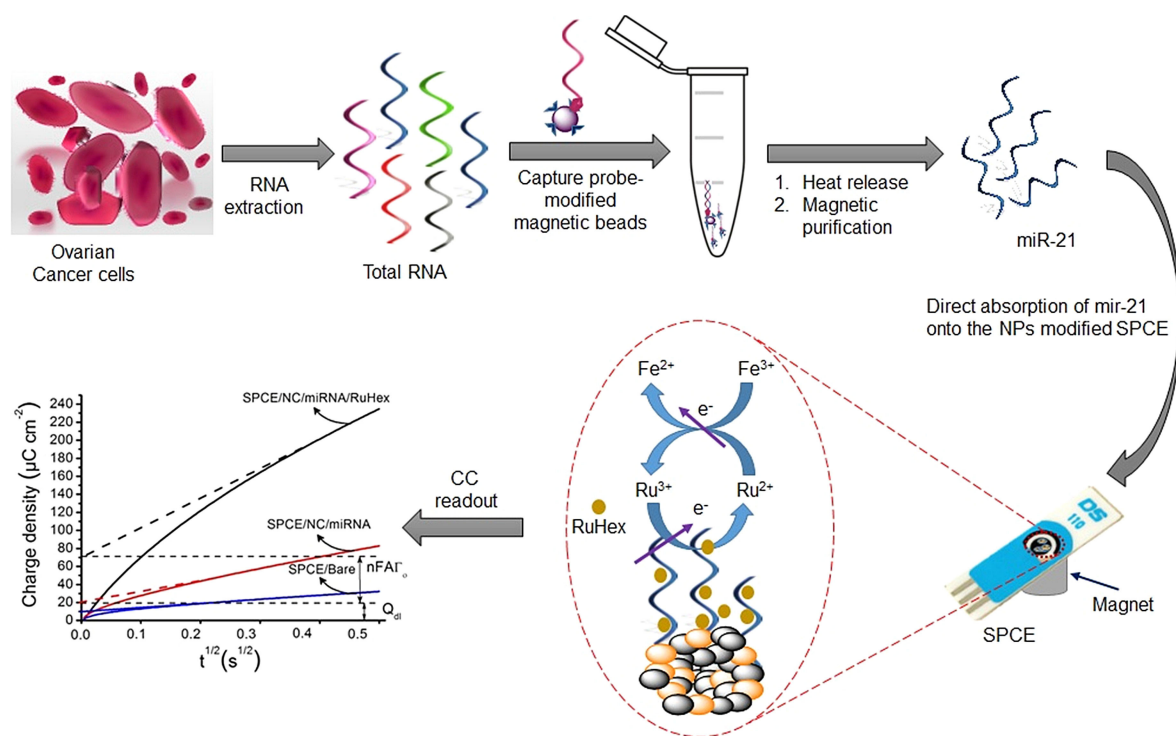 Ovarian
Cancer cells
RNA
extraction
Total RNA
Capture probe-
modified
magnetic beads
1. Heat release
2. Magnetic
purification
miR-21
Direct absorption of mir-21
onto the NPs modified SPCE
DS
110
Magnet
SPCE
Fe²⁺
Fe³⁺
e⁻
Ru³⁺
Ru²⁺
e⁻
RuHex
CC
readout
Charge density (µC cm⁻²)
240
220
200
180
160
140
120
100
80
60
40
20
0
SPCE/NC/miRNA/RuHex
SPCE/NC/miRNA
SPCE/Bare
nFAΓₒ
Q_dl
0.0 0.1 0.2 0.3 0.4 0.5
t^1/2(s^1/2)